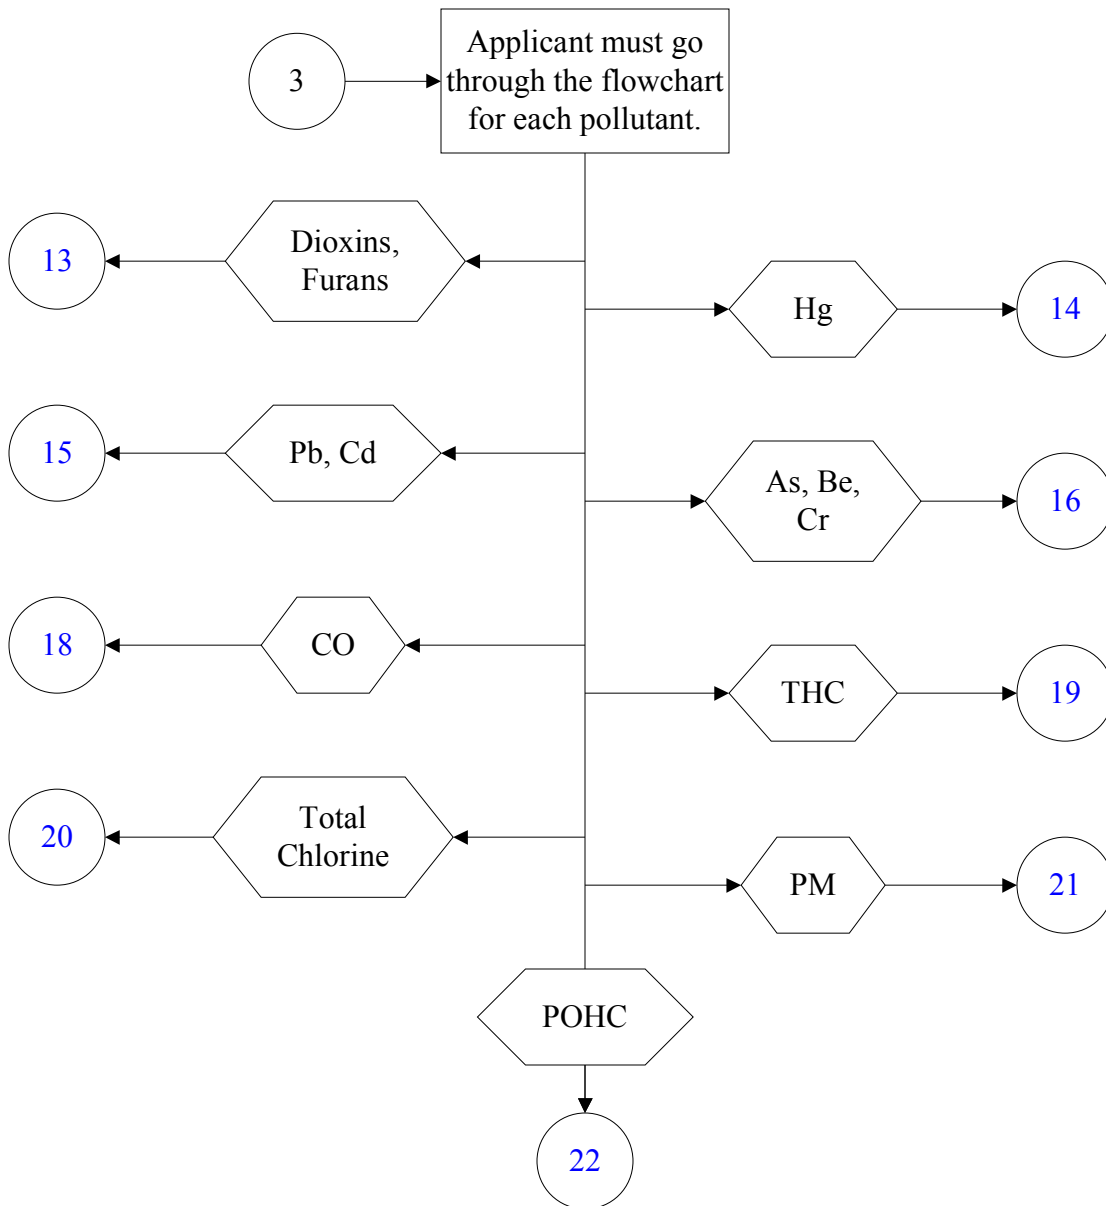 3
Applicant must go
through the flowchart
for each pollutant.
13
Dioxins,
Furans
Hg
14
15
Pb, Cd
As, Be,
Cr
16
18
CO
THC
19
20
Total
Chlorine
PM
21
POHC
22